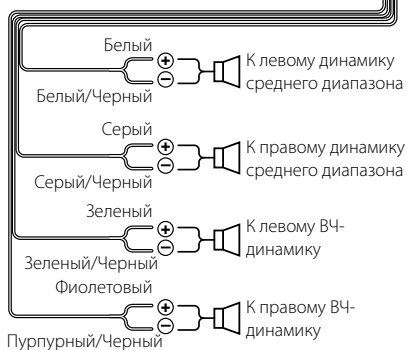 Белый
К левому динамику
среднего диапазона
Белый/Черный
Серый
К правому динамику
среднего диапазона
Серый/Черный
Зеленый
К левому ВЧ-
динамику
Зеленый/Черный
Фиолетовый
К правому ВЧ-
динамику
Пурпурный/Черный